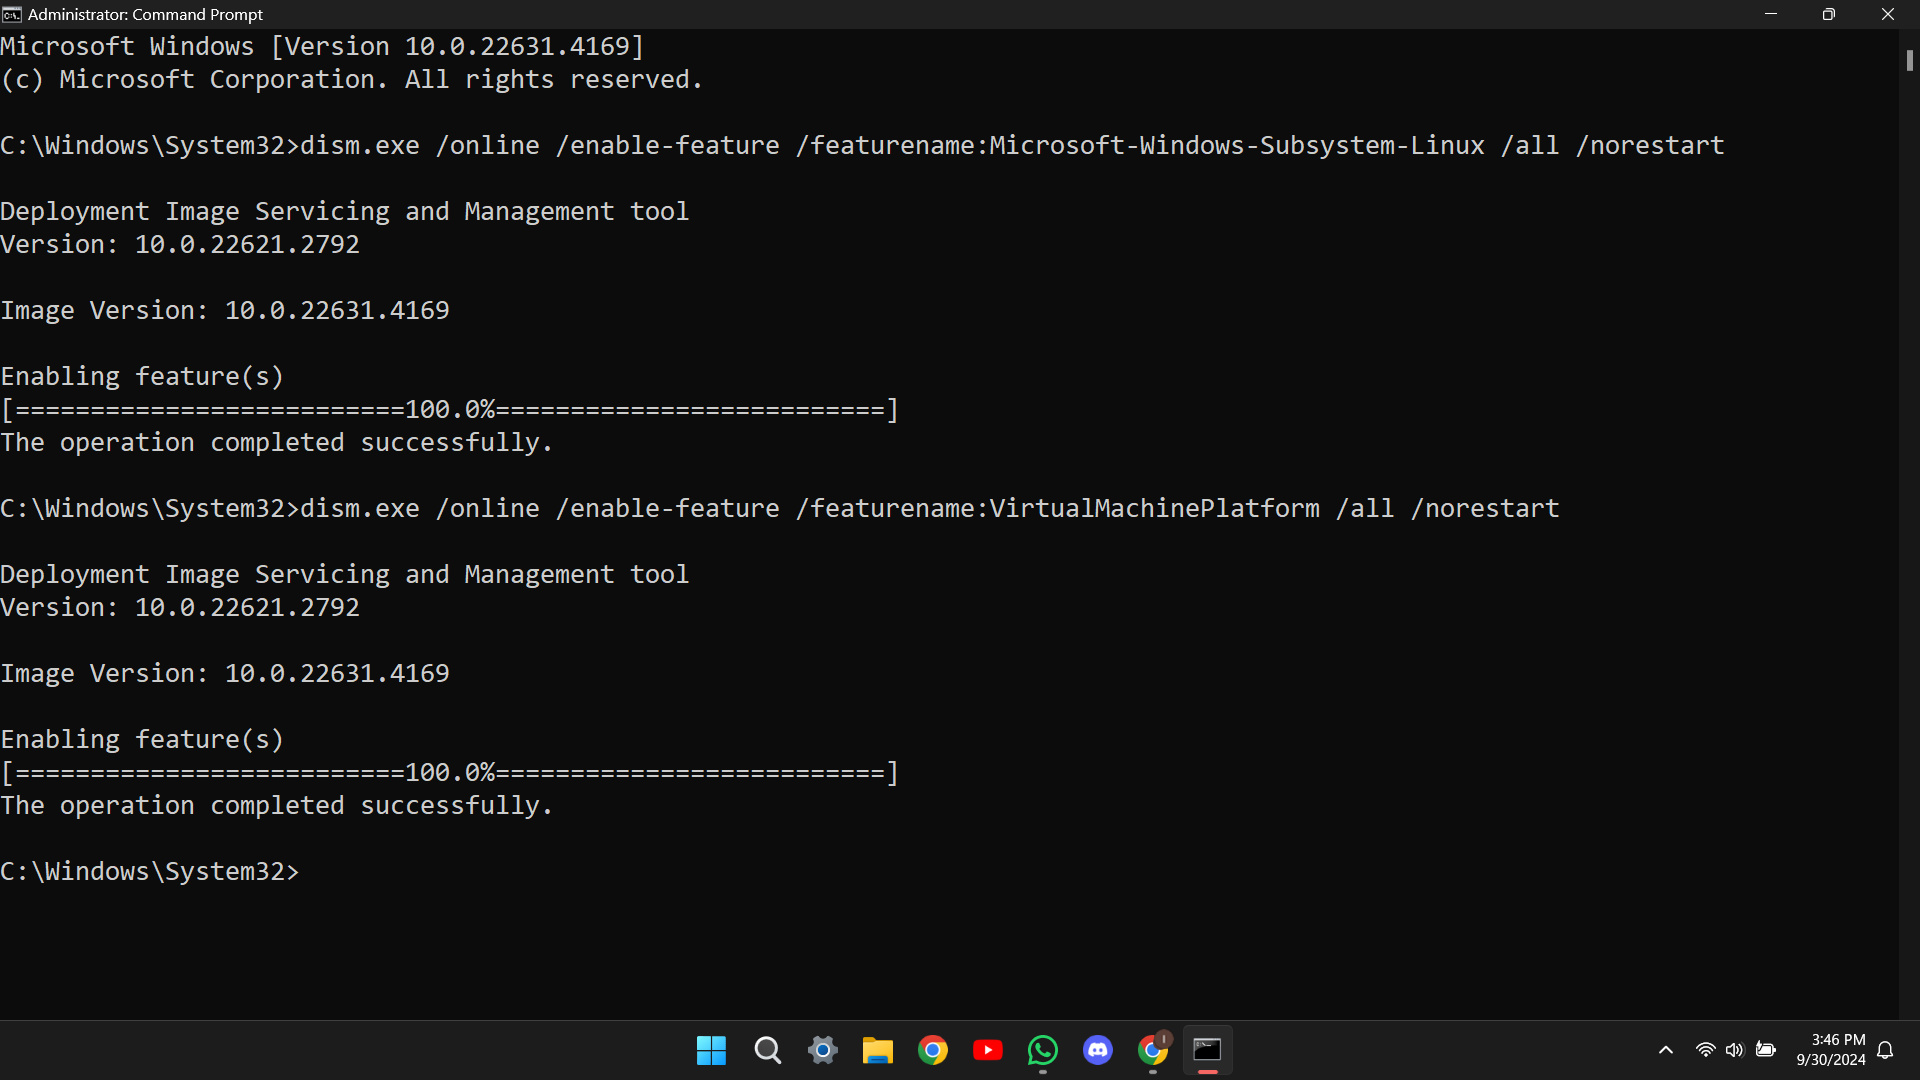 Administrator: Command Prompt
Microsoft Windows [Version 10.0.22631.4169]
(c) Microsoft Corporation. All rights reserved.
C:\Windows\System32>dism.exe /online /enable-feature /featurename:Microsoft-Windows-Subsystem-Linux /all /norestart
Deployment Image Servicing and Management tool
Version: 10.0.22621.2792
Image Version: 10.0.22631.4169
Enabling feature(s)
[==========================100.0%==========================]
The operation completed successfully.
C:\Windows\System32>dism.exe /online /enable-feature /featurename:VirtualMachinePlatform /all /norestart
Deployment Image Servicing and Management tool
Version: 10.0.22621.2792
Image Version: 10.0.22631.4169
Enabling feature(s)
[==========================100.0%==========================]
The operation completed successfully.
C:\Windows\System32>
3:46 PM
9/30/2024